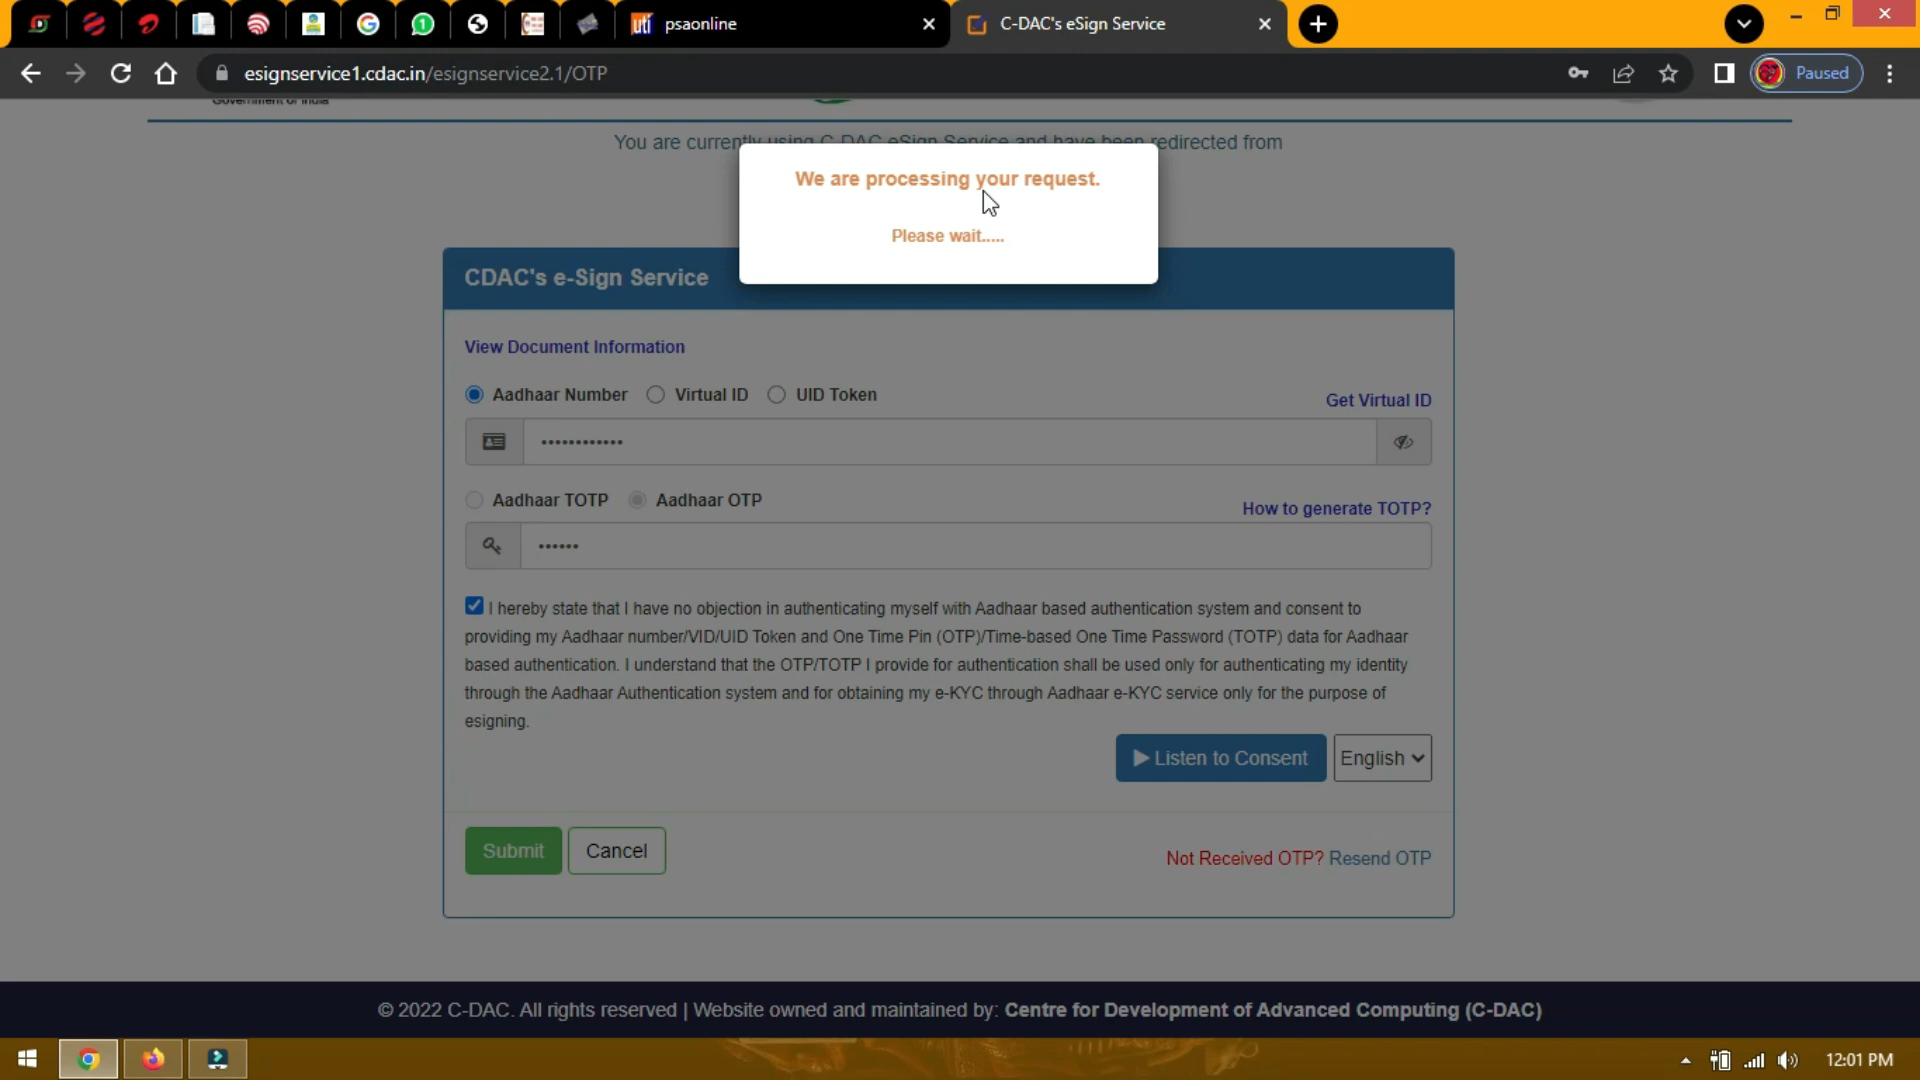 uti psaonline
C-DAC's eSign Service
esignservice1.cdac.in/esignservice2.1/OTP
Paused
Government of India
You are currently using C-DAC eSign Service and have been redirected from
We are processing your request.
Please wait.....
CDAC's e-Sign Service
View Document Information
Aadhaar Number Virtual ID UID Token
Get Virtual ID
Aadhaar TOTP Aadhaar OTP
How to generate TOTP?
I hereby state that I have no objection in authenticating myself with Aadhaar based authentication system and consent to
providing my Aadhaar number/VID/UID Token and One Time Pin (OTP)/Time-based One Time Password (TOTP) data for Aadhaar
based authentication. I understand that the OTP/TOTP I provide for authentication shall be used only for authenticating my identity
through the Aadhaar Authentication system and for obtaining my e-KYC through Aadhaar e-KYC service only for the purpose of
esigning.
Listen to Consent English
Submit Cancel
Not Received OTP? Resend OTP
© 2022 C-DAC. All rights reserved | Website owned and maintained by: Centre for Development of Advanced Computing (C-DAC)
12:01 PM